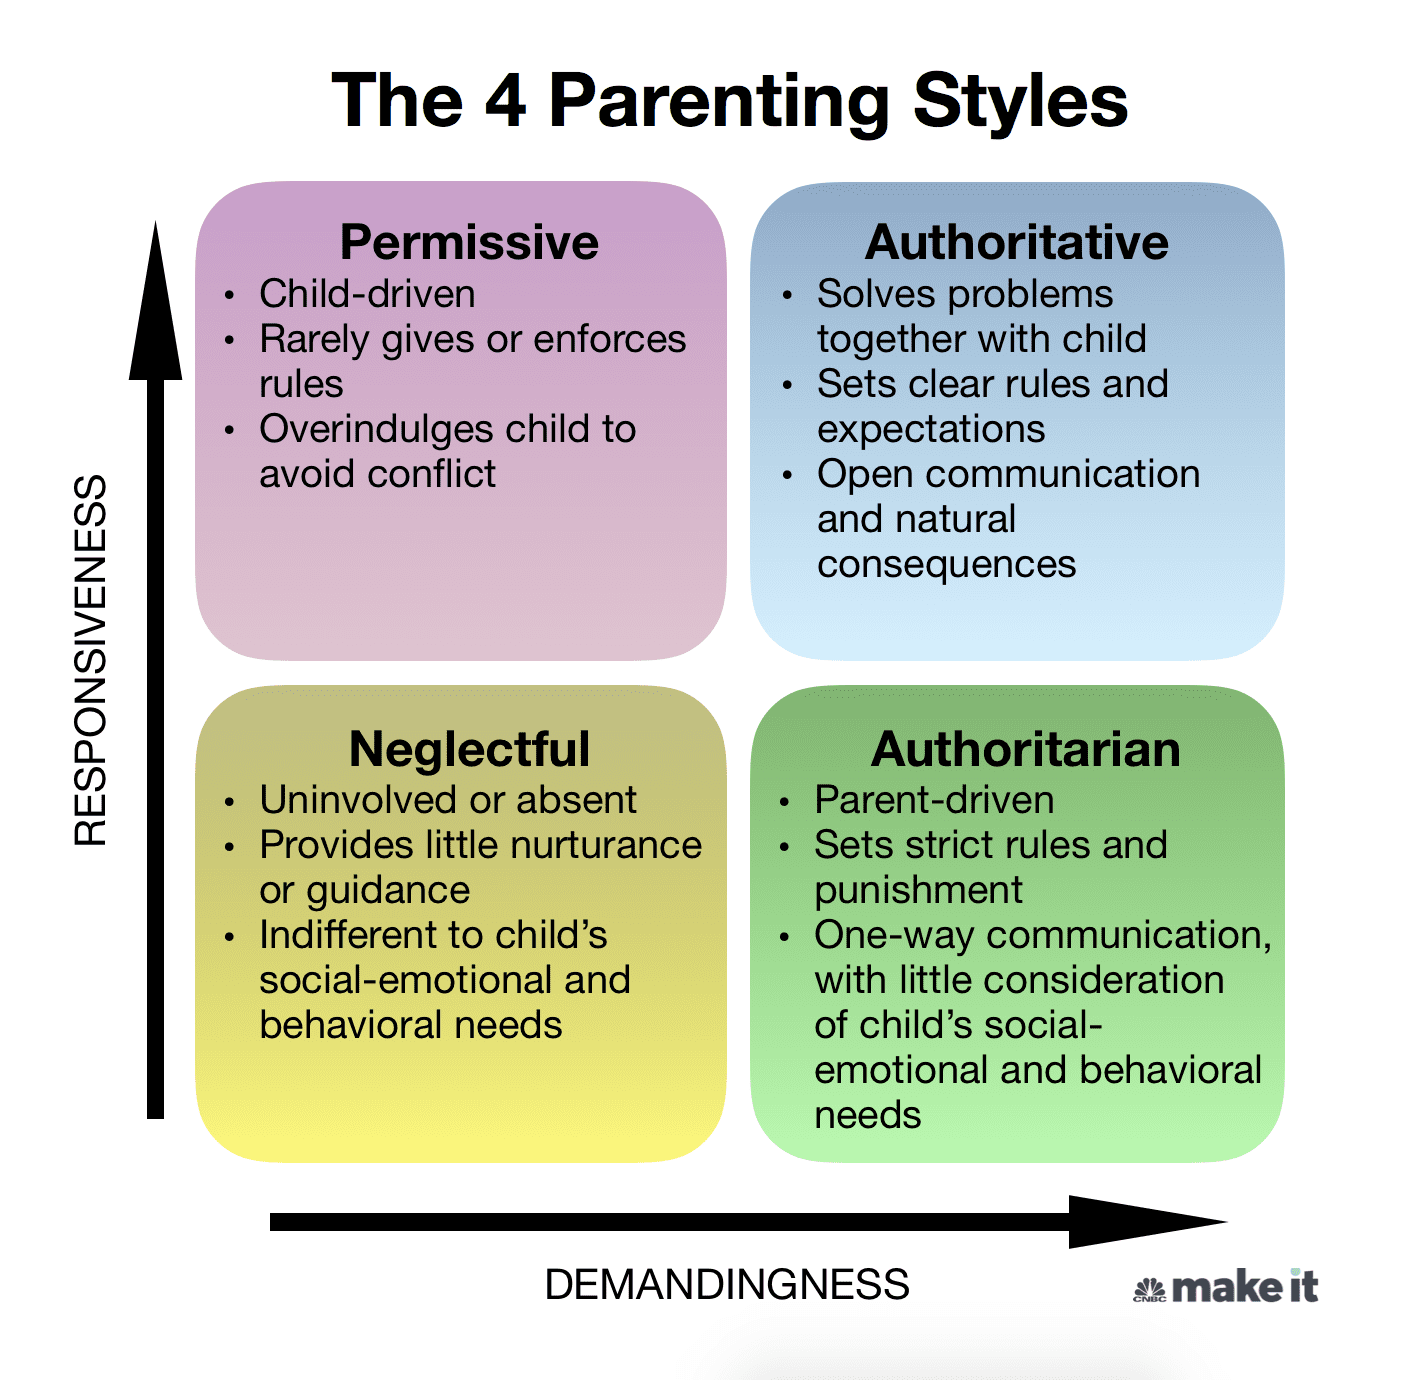 The 4 Parenting Styles
RESPONSIVENESS
Permissive
• Child-driven
• Rarely gives or enforces
rules
• Overindulges child to
avoid conflict
Authoritative
• Solves problems
together with child
• Sets clear rules and
expectations
• Open communication
and natural
consequences
Neglectful
• Uninvolved or absent
• Provides little nurturance
or guidance
• Indifferent to child’s
social-emotional and
behavioral needs
Authoritarian
• Parent-driven
• Sets strict rules and
punishment
• One-way communication,
with little consideration
of child’s social-
emotional and behavioral
needs
DEMANDINGNESS
CNBC make it